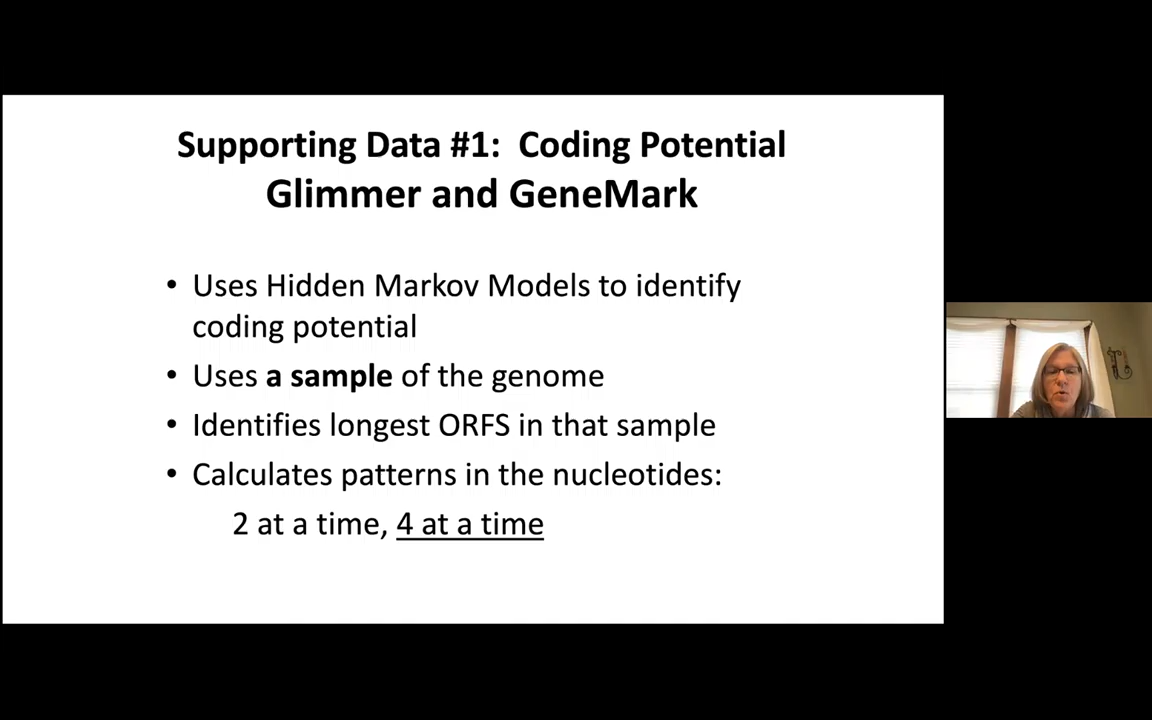 Supporting Data #1: Coding Potential
Glimmer and GeneMark
• Uses Hidden Markov Models to identify
coding potential
• Uses a sample of the genome
• Identifies longest ORFS in that sample
• Calculates patterns in the nucleotides:
2 at a time, 4 at a time